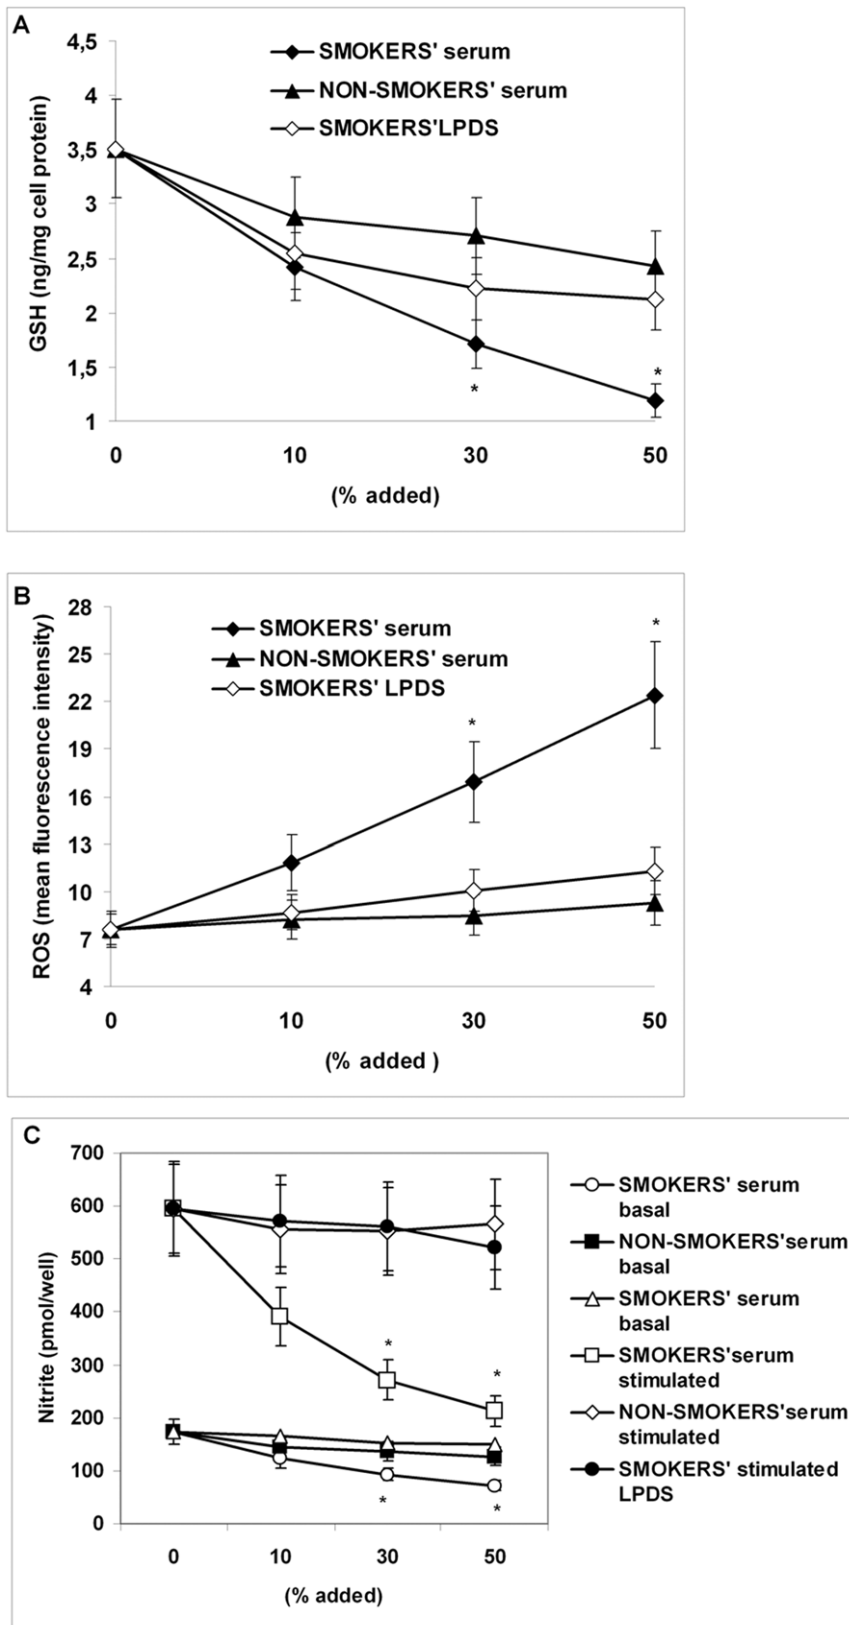 A
SMOKERS' serum
NON-SMOKERS' serum
SMOKERS'LPDS
GSH (ng/mg cell protein)
4,5
4
3,5
3
2,5
2
1,5
1
*
*
0 10 30 50
(% added)
B
SMOKERS' serum
NON-SMOKERS' serum
SMOKERS' LPDS
ROS (mean fluorescence intensity)
28
25
22
19
16
13
10
7
4
*
*
0 10 30 50
(% added )
C
Nitrite (pmol/well)
700
600
500
400
300
200
100
0
*
*
*
*
0 10 30 50
(% added)
SMOKERS' serum
basal
NON-SMOKERS'serum
basal
SMOKERS' serum
basal
SMOKERS'serum
stimulated
NON-SMOKERS'serum
stimulated
SMOKERS' stimulated
LPDS